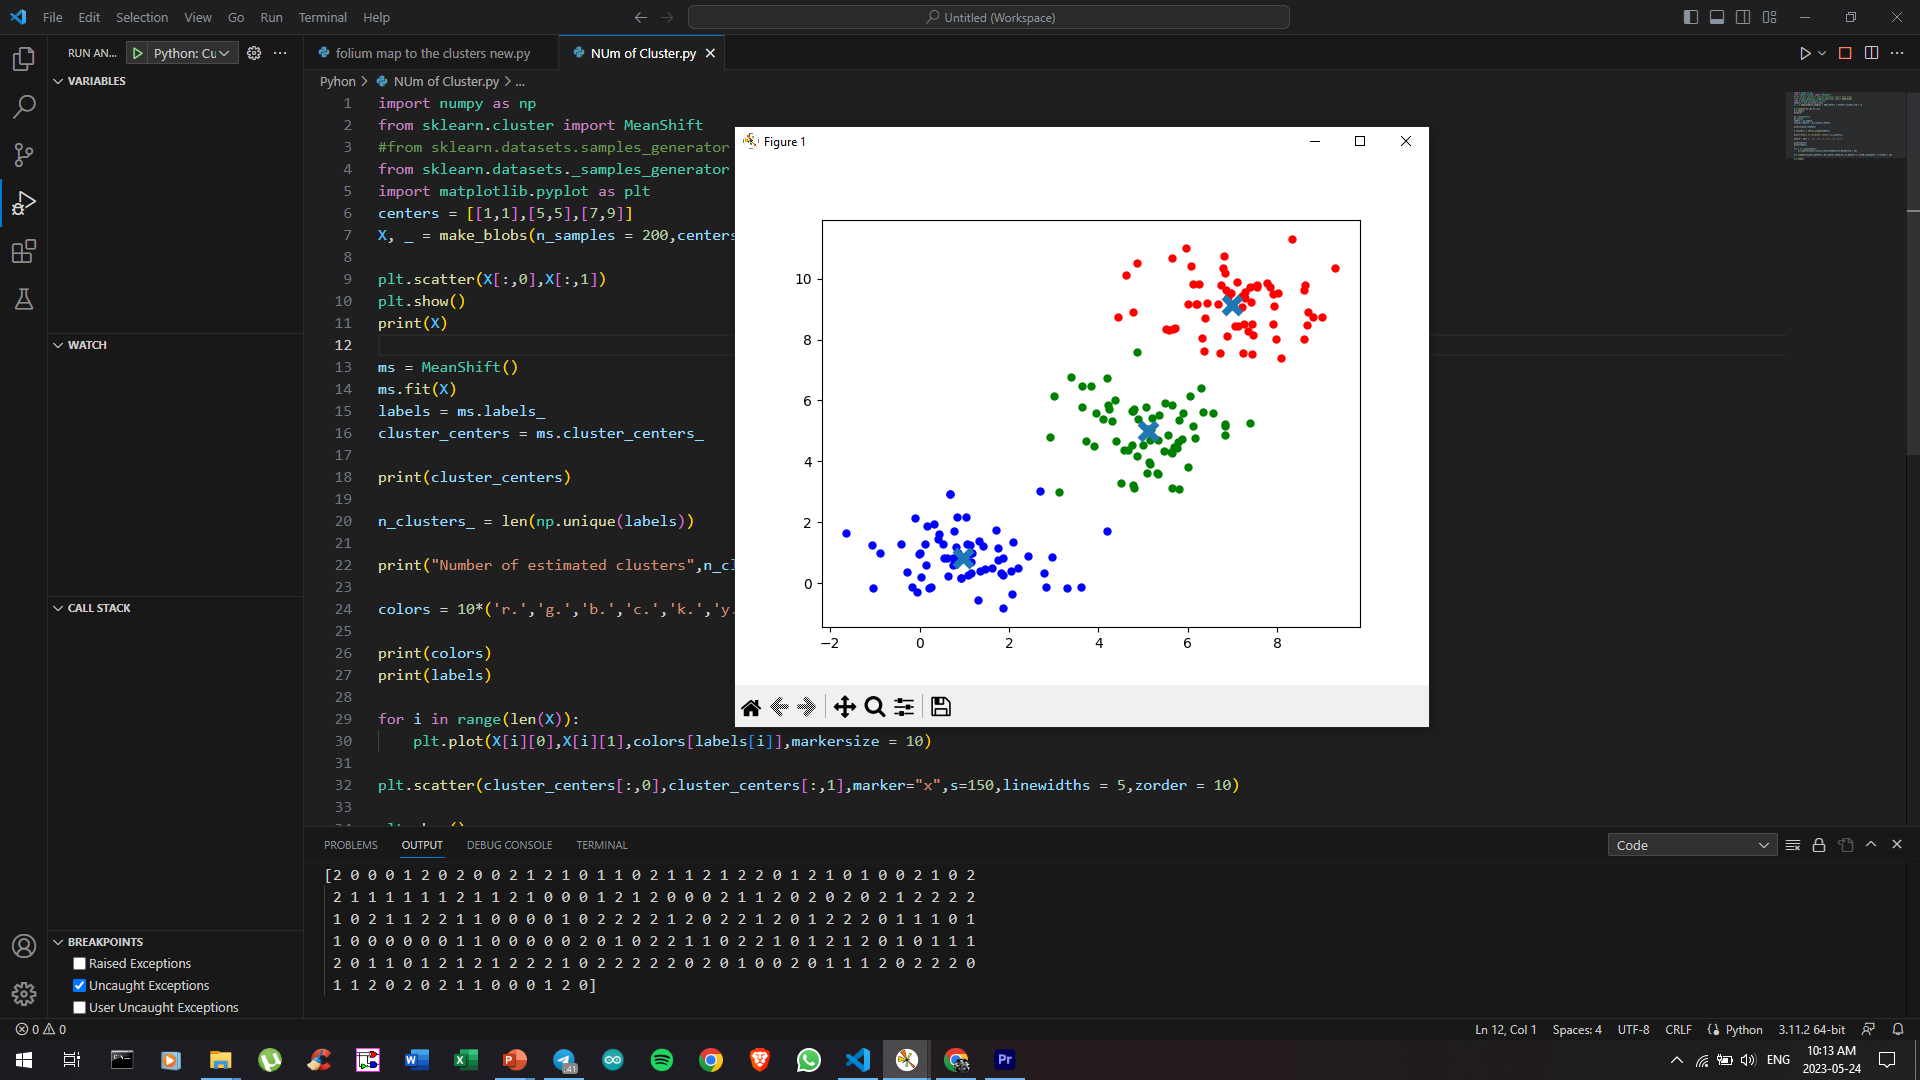 File Edit Selection View Go Run Terminal Help
Untitled (Workspace)
RUN AN... Python: Cu
folium map to the clusters new.py
NUm of Cluster.py
VARIABLES
WATCH
CALL STACK
BREAKPOINTS
Raised Exceptions
Uncaught Exceptions
User Uncaught Exceptions
Pyhon > NUm of Cluster.py > ...
1 import numpy as np
2 from sklearn.cluster import MeanShift
3 #from sklearn.datasets.samples_generator
4 from sklearn.datasets._samples_generator
5 import matplotlib.pyplot as plt
6 centers = [[1,1],[5,5],[7,9]]
7 X, _ = make_blobs(n_samples = 200,centers
8
9 plt.scatter(X[:,0],X[:,1])
10 plt.show()
11 print(X)
12
13 ms = MeanShift()
14 ms.fit(X)
15 labels = ms.labels_
16 cluster_centers = ms.cluster_centers_
17
18 print(cluster_centers)
19
20 n_clusters_ = len(np.unique(labels))
21
22 print("Number of estimated clusters",n_cl
23
24 colors = 10*('r.','g.','b.','c.','k.','y.
25
26 print(colors)
27 print(labels)
28
29 for i in range(len(X)):
30 plt.plot(X[i][0],X[i][1],colors[labels[i]],markersize = 10)
31
32 plt.scatter(cluster_centers[:,0],cluster_centers[:,1],marker="x",s=150,linewidths = 5,zorder = 10)
33
Figure 1
10
8
6
4
2
0
−2 0 2 4 6 8
PROBLEMS OUTPUT DEBUG CONSOLE TERMINAL
Code
[2 0 0 0 1 2 0 2 0 0 2 1 2 1 0 1 1 0 2 1 1 2 1 2 2 0 1 2 1 0 1 0 0 2 1 0 2
2 1 1 1 1 1 1 2 1 1 2 1 0 0 0 1 2 1 2 0 0 0 2 1 1 2 0 2 0 2 0 2 1 2 2 2 2
1 0 2 1 1 2 2 1 1 0 0 0 0 1 0 2 2 2 2 1 2 0 2 2 1 2 0 1 2 2 2 0 1 1 1 0 1
1 0 0 0 0 0 0 1 1 0 0 0 0 0 2 0 1 0 2 2 1 1 0 2 2 1 0 1 2 1 2 0 1 0 1 1 1
2 0 1 1 0 1 2 1 2 1 2 2 2 1 0 2 2 2 2 2 0 2 0 1 0 0 2 0 1 1 1 2 0 2 2 2 0
1 1 2 0 2 0 2 1 1 0 0 0 1 2 0]
0 0
Ln 12, Col 1 Spaces: 4 UTF-8 CRLF Python 3.11.2 64-bit
41
Pr
ENG
10:13 AM
2023-05-24